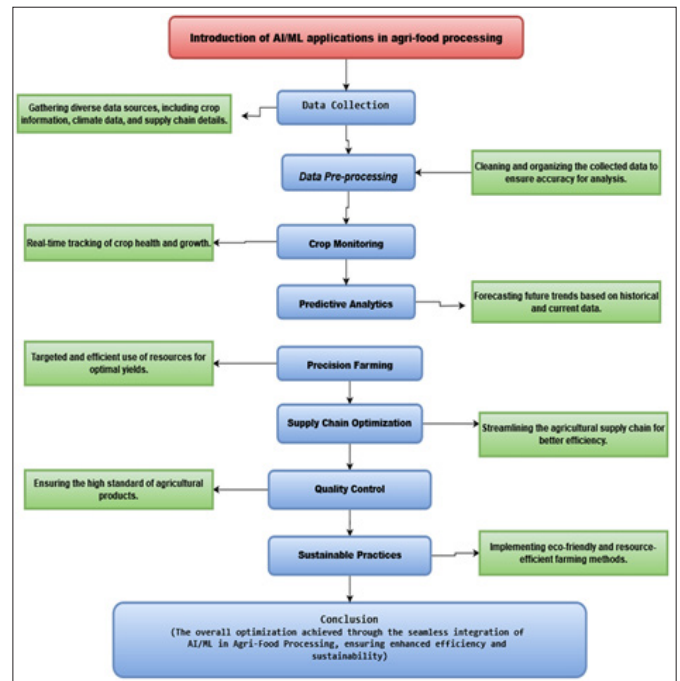 Introduction of AI/ML applications in agri-food processing
Data Collection
Gathering diverse data sources, including crop
information, climate data, and supply chain details.
Data Pre-processing
Cleaning and organizing the collected data to
ensure accuracy for analysis.
Crop Monitoring
Real-time tracking of crop health and growth.
Predictive Analytics
Forecasting future trends based on historical
and current data.
Precision Farming
Targeted and efficient use of resources for
optimal yields.
Supply Chain Optimization
Streamlining the agricultural supply chain for
better efficiency.
Quality Control
Ensuring the high standard of agricultural
products.
Sustainable Practices
Implementing eco-friendly and resource-
efficient farming methods.
Conclusion
(The overall optimization achieved through the seamless integration of
AI/ML in Agri-Food Processing, ensuring enhanced efficiency and
sustainability)